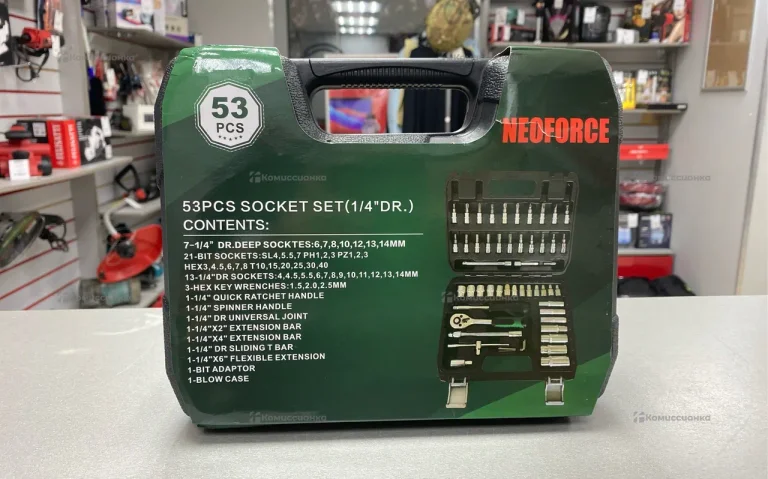 53
PCS
NEOFORCE
53PCS SOCKET SET(1/4"DR.)
CONTENTS:
7-1/4" DR.DEEP SOCKTES:6,7,8,10,12,13,14MM
21-BIT SOCKETS:SL4,5.5,7 PH1,2,3 PZ1,2,3
HEX3,4,5,6,7,8 T10,15,20,25,30,40
13-1/4"DR SOCKETS:4,4.5,5.5,6,7,8,9,10,11,12,13,14MM
3-HEX KEY WRENCHES:1.5,2.0,2.5MM
1-1/4" QUICK RATCHET HANDLE
1-1/4" SPINNER HANDLE
1-1/4" DR UNIVERSAL JOINT
1-1/4"X2" EXTENSION BAR
1-1/4"X4" EXTENSION BAR
1-1/4" DR SLIDING T BAR
1-1/4"X6" FLEXIBLE EXTENSION
1-BIT ADAPTOR
1-BLOW CASE
Комиссионка
Комиссионка
Комиссионка
Комиссионка
Комиссионка